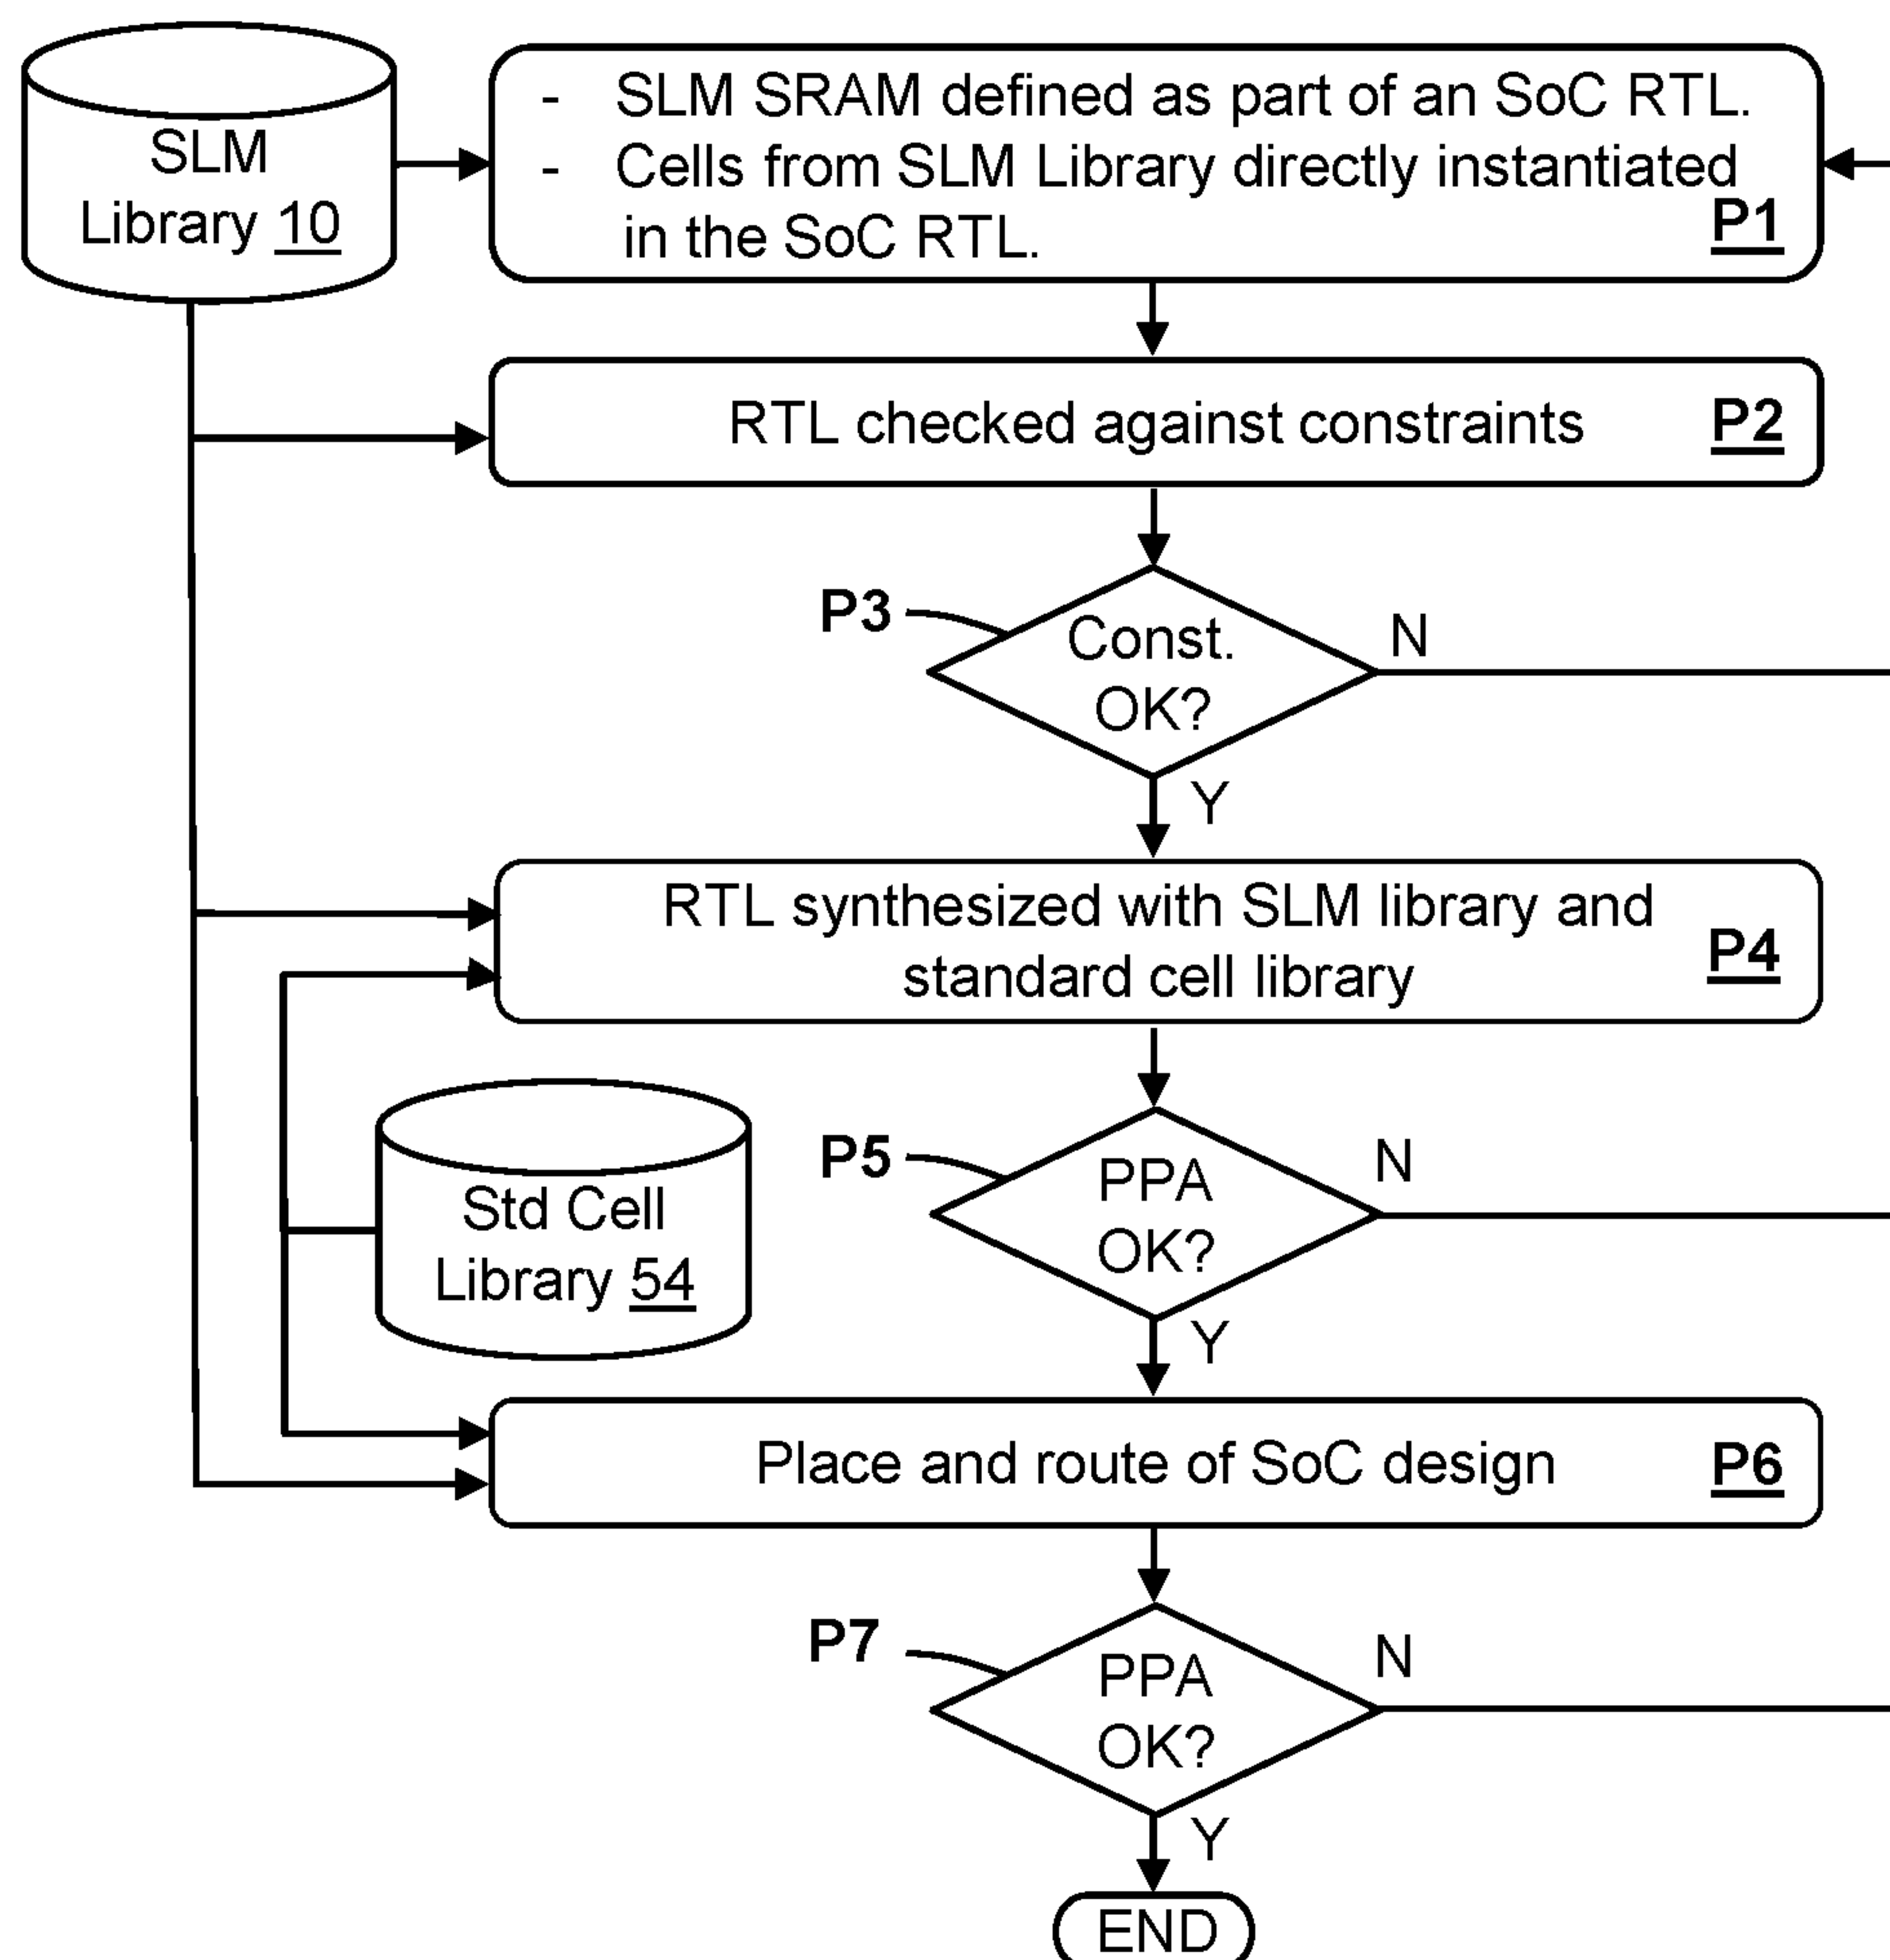 SLM
Library 10
- SLM SRAM defined as part of an SoC RTL.
- Cells from SLM Library directly instantiated
in the SoC RTL.
P1
RTL checked against constraints P2
P3
Const.
OK?
N
Y
RTL synthesized with SLM library and
standard cell library
P4
Std Cell
Library 54
P5
PPA
OK?
N
Y
Place and route of SoC design P6
P7
PPA
OK?
N
Y
END